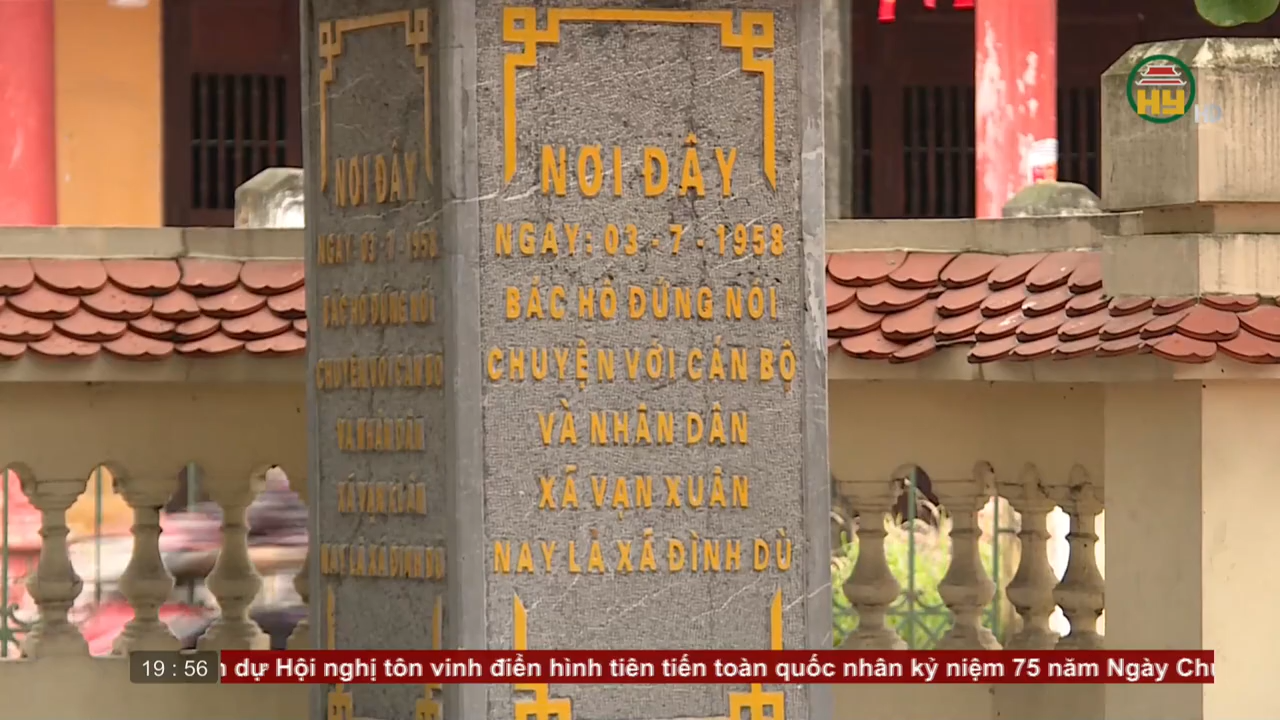 NƠI ĐÂY
NGAY: 03 - 7 - 1958
BÁC HỒ ĐỨNG NÓI
CHUYỆN VỚI CÁN BỘ
VÀ NHÂN DÂN
XÃ VẠN XUÂN
NAY LÀ XÃ ĐÌNH DÙ
NƠI ĐÂY
NGAY: 03 - 7 - 1958
BÁC HỒ ĐỨNG NÓI
CHUYỆN VỚI CÁN BỘ
VÀ NHÂN DÂN
XÃ VẠN XUÂN
NAY LÀ XÃ ĐÌNH DÙ
HY
19 : 56
dự Hội nghị tôn vinh điển hình tiên tiến toàn quốc nhân kỷ niệm 75 năm Ngày